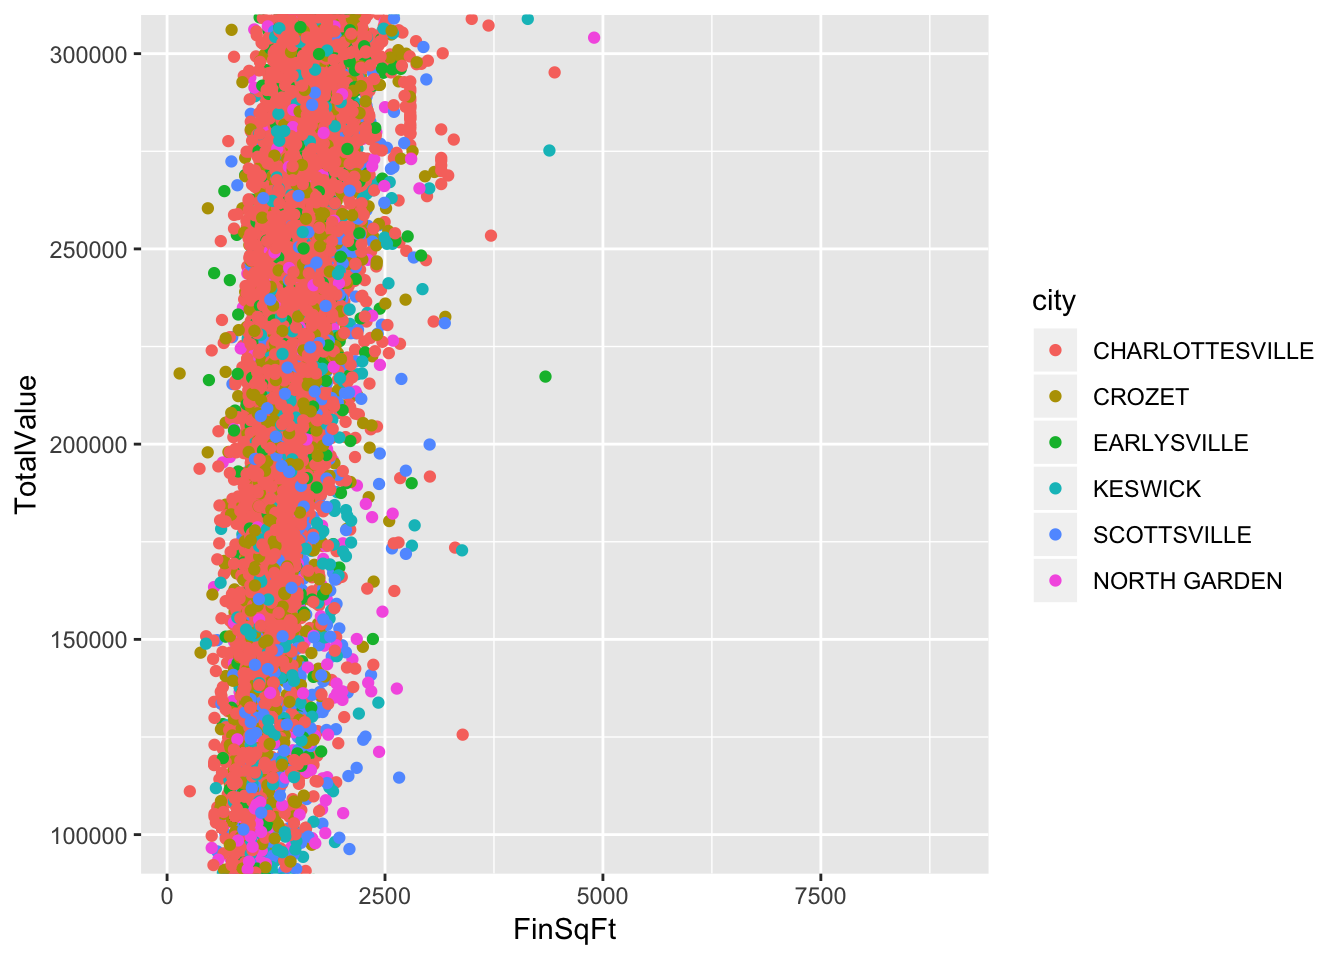 300000
250000
200000
150000
100000
TotalValue
0 2500 5000 7500
FinSqFt
city
CHARLOTTESVILLE
CROZET
EARLYSVILLE
KESWICK
SCOTTSVILLE
NORTH GARDEN